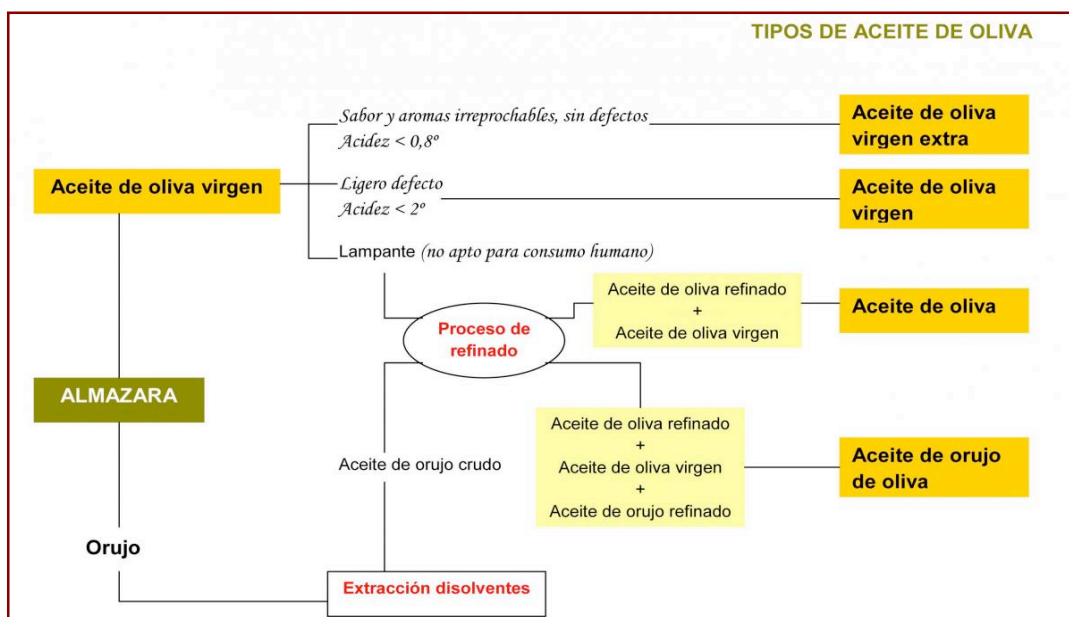 TIPOS DE ACEITE DE OLIVA
Sabor y aromas irreprochables, sin defectos
Acidez < 0,8º
Aceite de oliva
virgen extra
Aceite de oliva virgen
Ligero defecto
Acidez < 2º
Aceite de oliva
virgen
Lampante (no apto para consumo humano)
Proceso de
refinado
Aceite de oliva refinado
+
Aceite de oliva virgen
Aceite de oliva
ALMAZARA
Aceite de orujo crudo
Aceite de oliva refinado
+
Aceite de oliva virgen
+
Aceite de orujo refinado
Aceite de orujo
de oliva
Orujo
Extracción disolventes